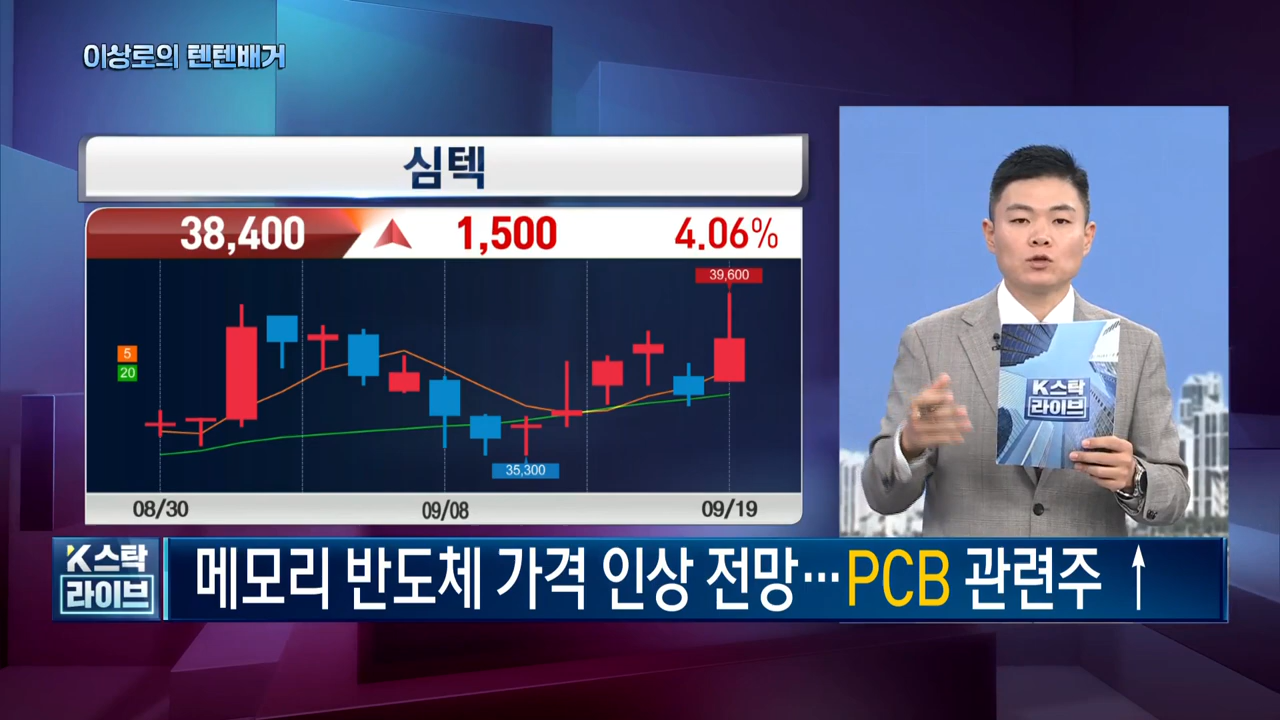 이상로의 텐텐배거
심텍
38,400 ▲ 1,500 4.06%
39,600
5
20
35,300
08/30 09/08 09/19
K스탁
라이브
K스탁
라이브
메모리 반도체 가격 인상 전망…PCB 관련주 ↑